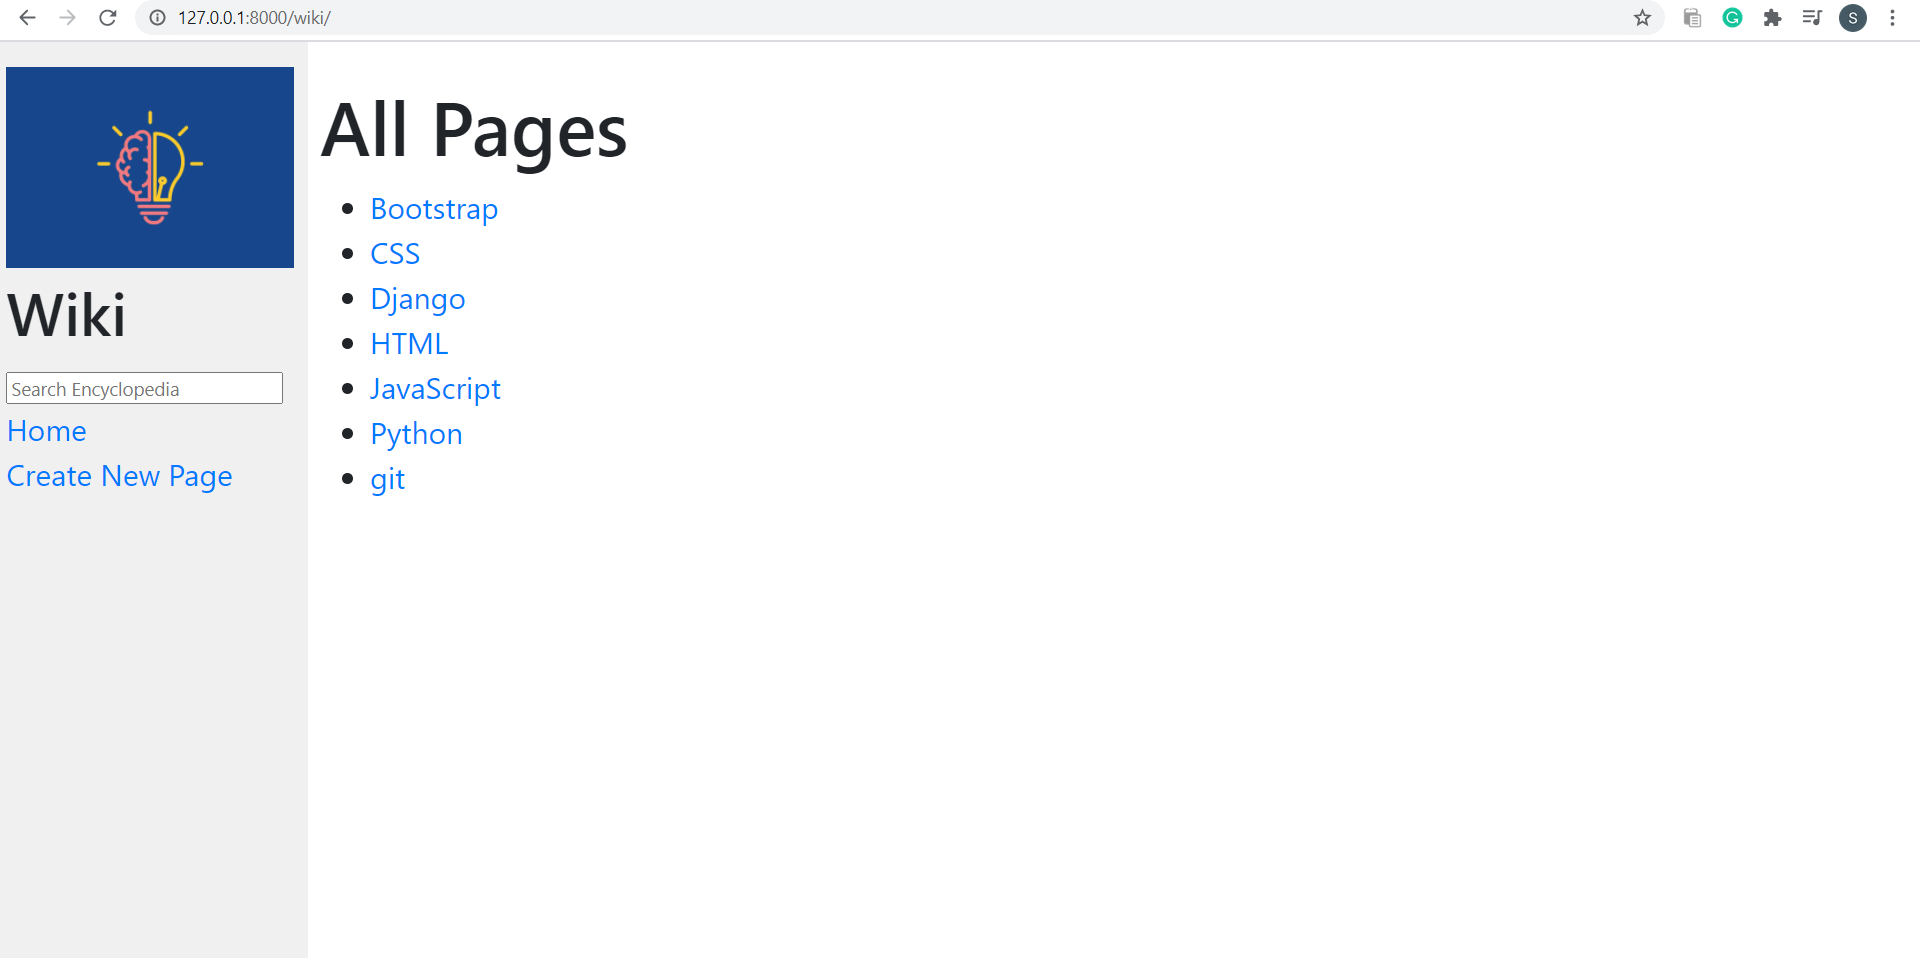 127.0.0.1:8000/wiki/
S
Wiki
Search Encyclopedia
Home
Create New Page
All Pages
Bootstrap
CSS
Django
HTML
JavaScript
Python
git